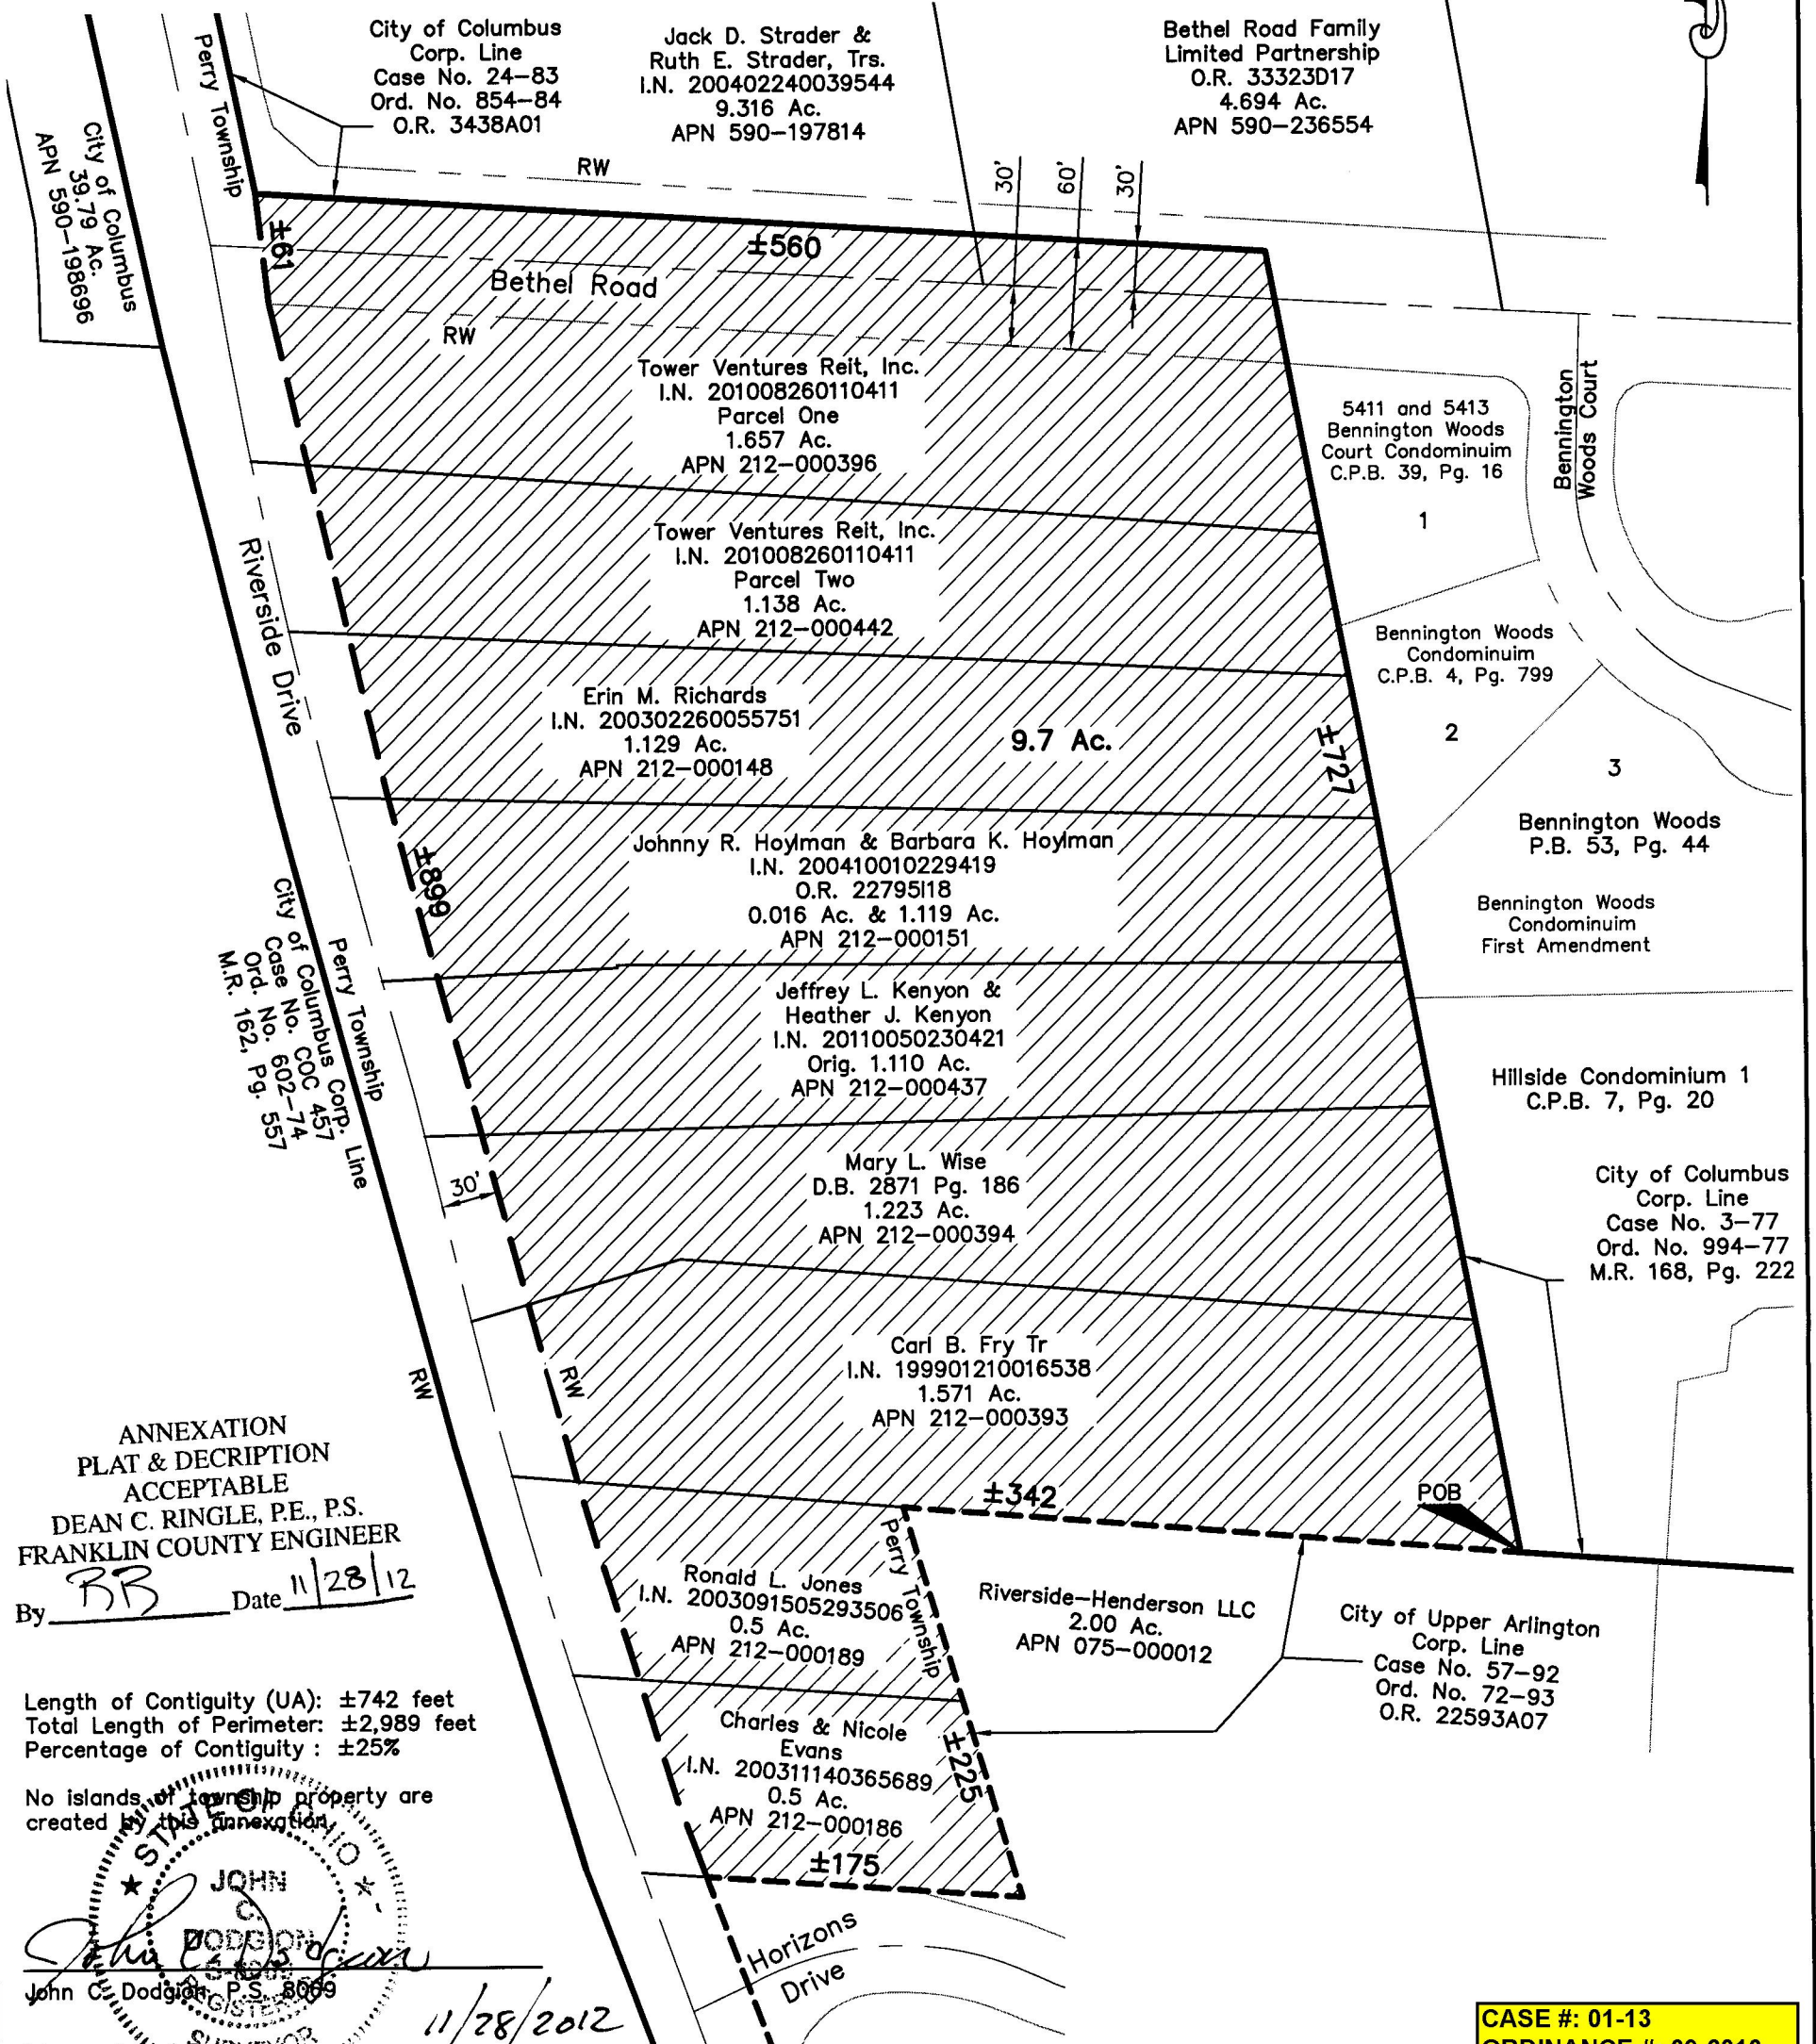 City of Columbus
Corp. Line
Case No. 24-83
Ord. No. 854-84
O.R. 3438A01
Jack D. Strader &
Ruth E. Strader, Trs.
I.N. 200402240039544
9.316 Ac.
APN 590-197814
Bethel Road Family
Limited Partnership
O.R. 33323D17
4.694 Ac.
APN 590-236554
Perry Township
City of Columbus
39.79 Ac.
APN 590-198696
RW
30'
60'
30'
±61
±560
Bethel Road
RW
Tower Ventures Reit, Inc.
I.N. 201008260110411
Parcel One
1.657 Ac.
APN 212-000396
5411 and 5413
Bennington Woods
Court Condominuim
C.P.B. 39, Pg. 16
1
Bennington
Woods Court
Tower Ventures Reit, Inc.
I.N. 201008260110411
Parcel Two
1.138 Ac.
APN 212-000442
Riverside Drive
Bennington Woods
Condominuim
C.P.B. 4, Pg. 799
2
3
Erin M. Richards
I.N. 200302260055751
1.129 Ac.
APN 212-000148
9.7 Ac.
±727
Bennington Woods
P.B. 53, Pg. 44
Bennington Woods
Condominuim
First Amendment
Johnny R. Hoylman & Barbara K. Hoylman
I.N. 200410010229419
O.R. 22795I18
0.016 Ac. & 1.119 Ac.
APN 212-000151
±899
Perry Township
City of Columbus Corp. Line
Case No. COC 457
Ord. No. 602-74
M.R. 162, Pg. 557
Jeffrey L. Kenyon &
Heather J. Kenyon
I.N. 20110050230421
Orig. 1.110 Ac.
APN 212-000437
Hillside Condominium 1
C.P.B. 7, Pg. 20
30'
Mary L. Wise
D.B. 2871 Pg. 186
1.223 Ac.
APN 212-000394
City of Columbus
Corp. Line
Case No. 3-77
Ord. No. 994-77
M.R. 168, Pg. 222
Carl B. Fry Tr
I.N. 199901210016538
1.571 Ac.
APN 212-000393
RW
RW
ANNEXATION
PLAT & DECRIPTION
ACCEPTABLE
DEAN C. RINGLE, P.E., P.S.
FRANKLIN COUNTY ENGINEER
By BB Date 11/28/12
±342
POB
Perry Township
Ronald L. Jones
I.N. 2003091505293506
0.5 Ac.
APN 212-000189
Riverside-Henderson LLC
2.00 Ac.
APN 075-000012
City of Upper Arlington
Corp. Line
Case No. 57-92
Ord. No. 72-93
O.R. 22593A07
Length of Contiguity (UA): ±742 feet
Total Length of Perimeter: ±2,989 feet
Percentage of Contiguity : ±25%
No islands of township property are
created by this annexation.
Charles & Nicole
Evans
I.N. 200311140365689
0.5 Ac.
APN 212-000186
±225
±175
Horizons
Drive
STATE OF OHIO
JOHN
C.
DODGION
John C. Dodgion
John C. Dodgion, P.S. 8069
11/28/2012
CASE #: 01-13